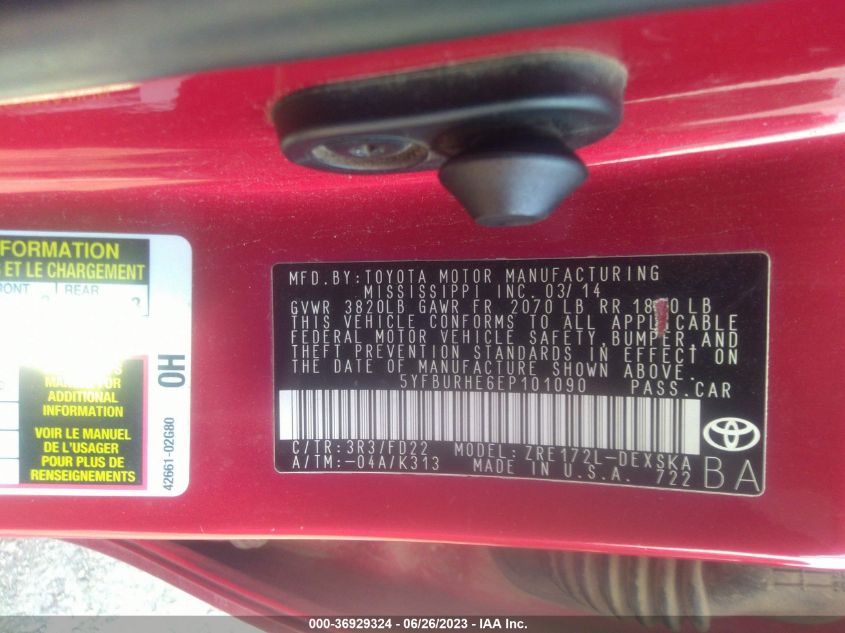 FORMATION
ET LE CHARGEMENT
REAR
ADDITIONAL
INFORMATION
VOIR LE MANUEL
DE L'USAGER
POUR PLUS DE
RENSEIGNEMENTS
OH
42661-02G80
MFD.BY:TOYOTA MOTOR MANUFACTURING
MISSISSIPPI INC. 03/14
GVWR 3820LB GAWR FR 2070 LB RR LB
THIS VEHICLE CONFORMS TO ALL APPLICABLE
FEDERAL MOTOR VEHICLE SAFETY,BUMPER,AND
THEFT PREVENTION STANDARDS IN EFFECT ON
THE DATE OF MANUFACTURE SHOWN ABOVE.
5YFBURHE6EP101090 PASS.CAR
C/TR:3R3/FD22 MODEL:ZRE172L-DEXSKA
A/TM:-04A/K313 MADE IN U.S.A. 722
BA
000-36929324 - 06/26/2023 - IAA Inc.